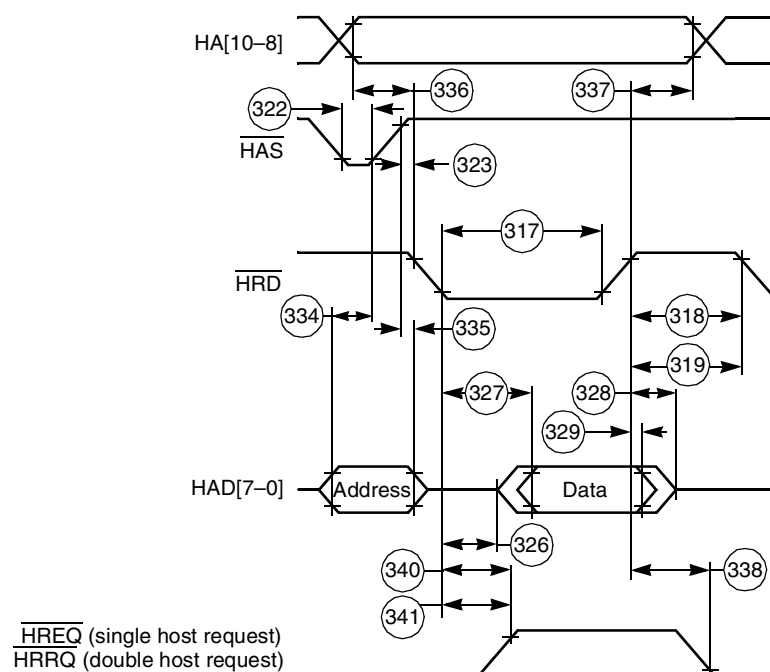 HA[10–8]
336
337
322
HAS
323
317
HRD
334
335
318
319
327
328
329
HAD[7–0]
Address
Data
326
340
338
341
HREQ (single host request)
HRRQ (double host request)